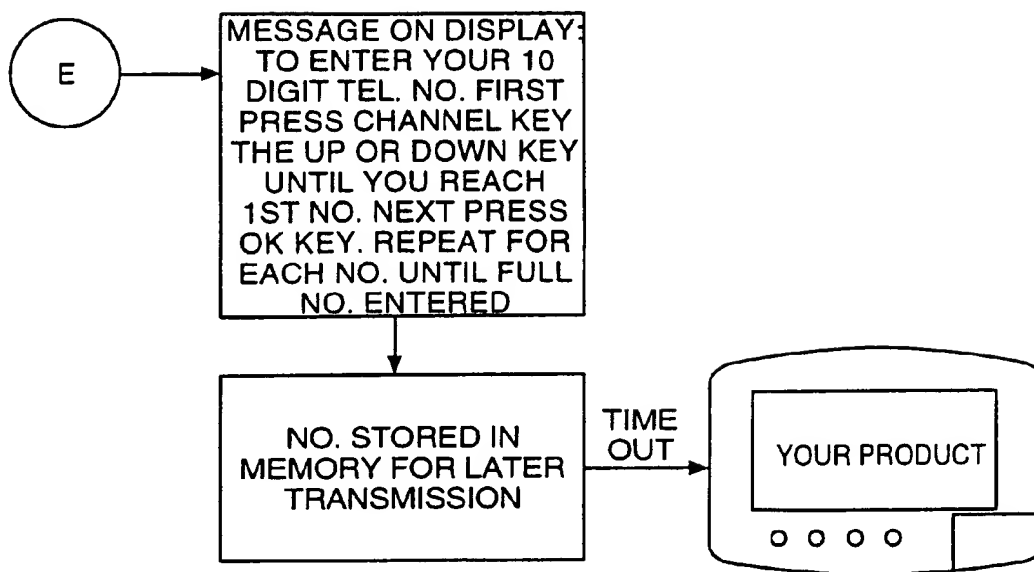 E
MESSAGE ON DISPLAY:
TO ENTER YOUR 10
DIGIT TEL. NO. FIRST
PRESS CHANNEL KEY
THE UP OR DOWN KEY
UNTIL YOU REACH
1ST NO. NEXT PRESS
OK KEY. REPEAT FOR
EACH NO. UNTIL FULL
NO. ENTERED
NO. STORED IN
MEMORY FOR LATER
TRANSMISSION
TIME
OUT
YOUR PRODUCT